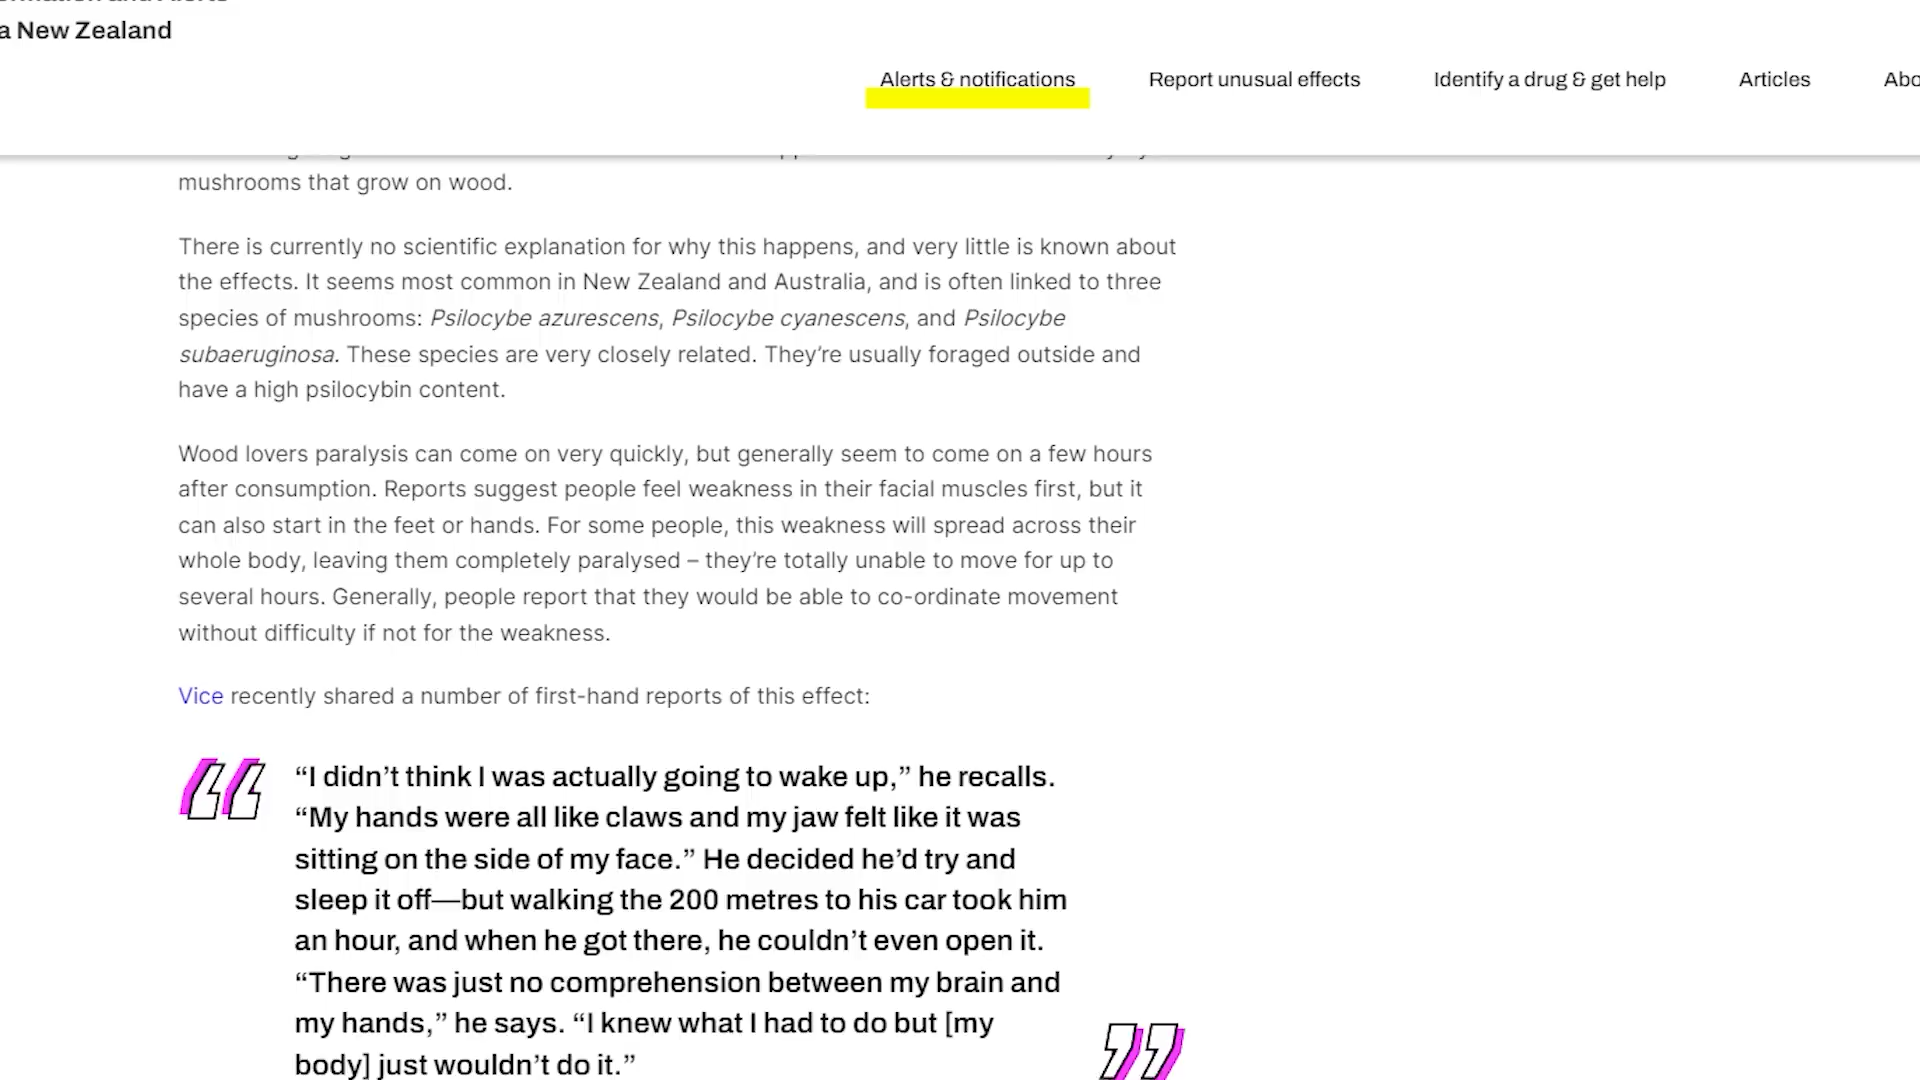 a New Zealand
Alerts & notifications
Report unusual effects
Identify a drug & get help
Articles
mushrooms that grow on wood.
There is currently no scientific explanation for why this happens, and very little is known about
the effects. It seems most common in New Zealand and Australia, and is often linked to three
species of mushrooms: Psilocybe azurescens, Psilocybe cyanescens, and Psilocybe
subaeruginosa. These species are very closely related. They’re usually foraged outside and
have a high psilocybin content.
Wood lovers paralysis can come on very quickly, but generally seem to come on a few hours
after consumption. Reports suggest people feel weakness in their facial muscles first, but it
can also start in the feet or hands. For some people, this weakness will spread across their
whole body, leaving them completely paralysed – they’re totally unable to move for up to
several hours. Generally, people report that they would be able to co-ordinate movement
without difficulty if not for the weakness.
Vice recently shared a number of first-hand reports of this effect:
“I didn’t think I was actually going to wake up,” he recalls.
“My hands were all like claws and my jaw felt like it was
sitting on the side of my face.” He decided he’d try and
sleep it off—but walking the 200 metres to his car took him
an hour, and when he got there, he couldn’t even open it.
“There was just no comprehension between my brain and
my hands,” he says. “I knew what I had to do but [my
body] just wouldn’t do it.”